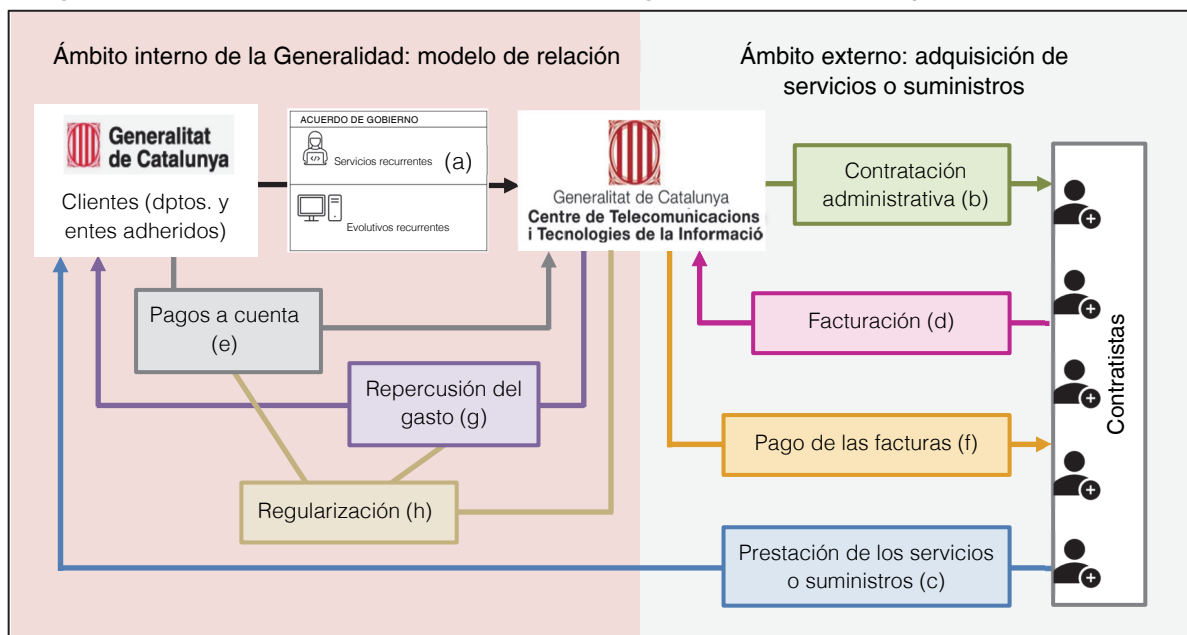 Ámbito interno de la Generalidad: modelo de relación
Ámbito externo: adquisición de
servicios o suministros
Generalitat
de Catalunya
Clientes (dptos. y
entes adheridos)
ACUERDO DE GOBIERNO
Servicios recurrentes
(a)
Evolutivos recurrentes
Generalitat de Catalunya
Centre de Telecomunicacions
i Tecnologies de la Informació
Contratación
administrativa (b)
Pagos a cuenta
(e)
Facturación (d)
Contratistas
Repercusión del
gasto (g)
Pago de las facturas (f)
Regularización (h)
Prestación de los servicios
o suministros (c)